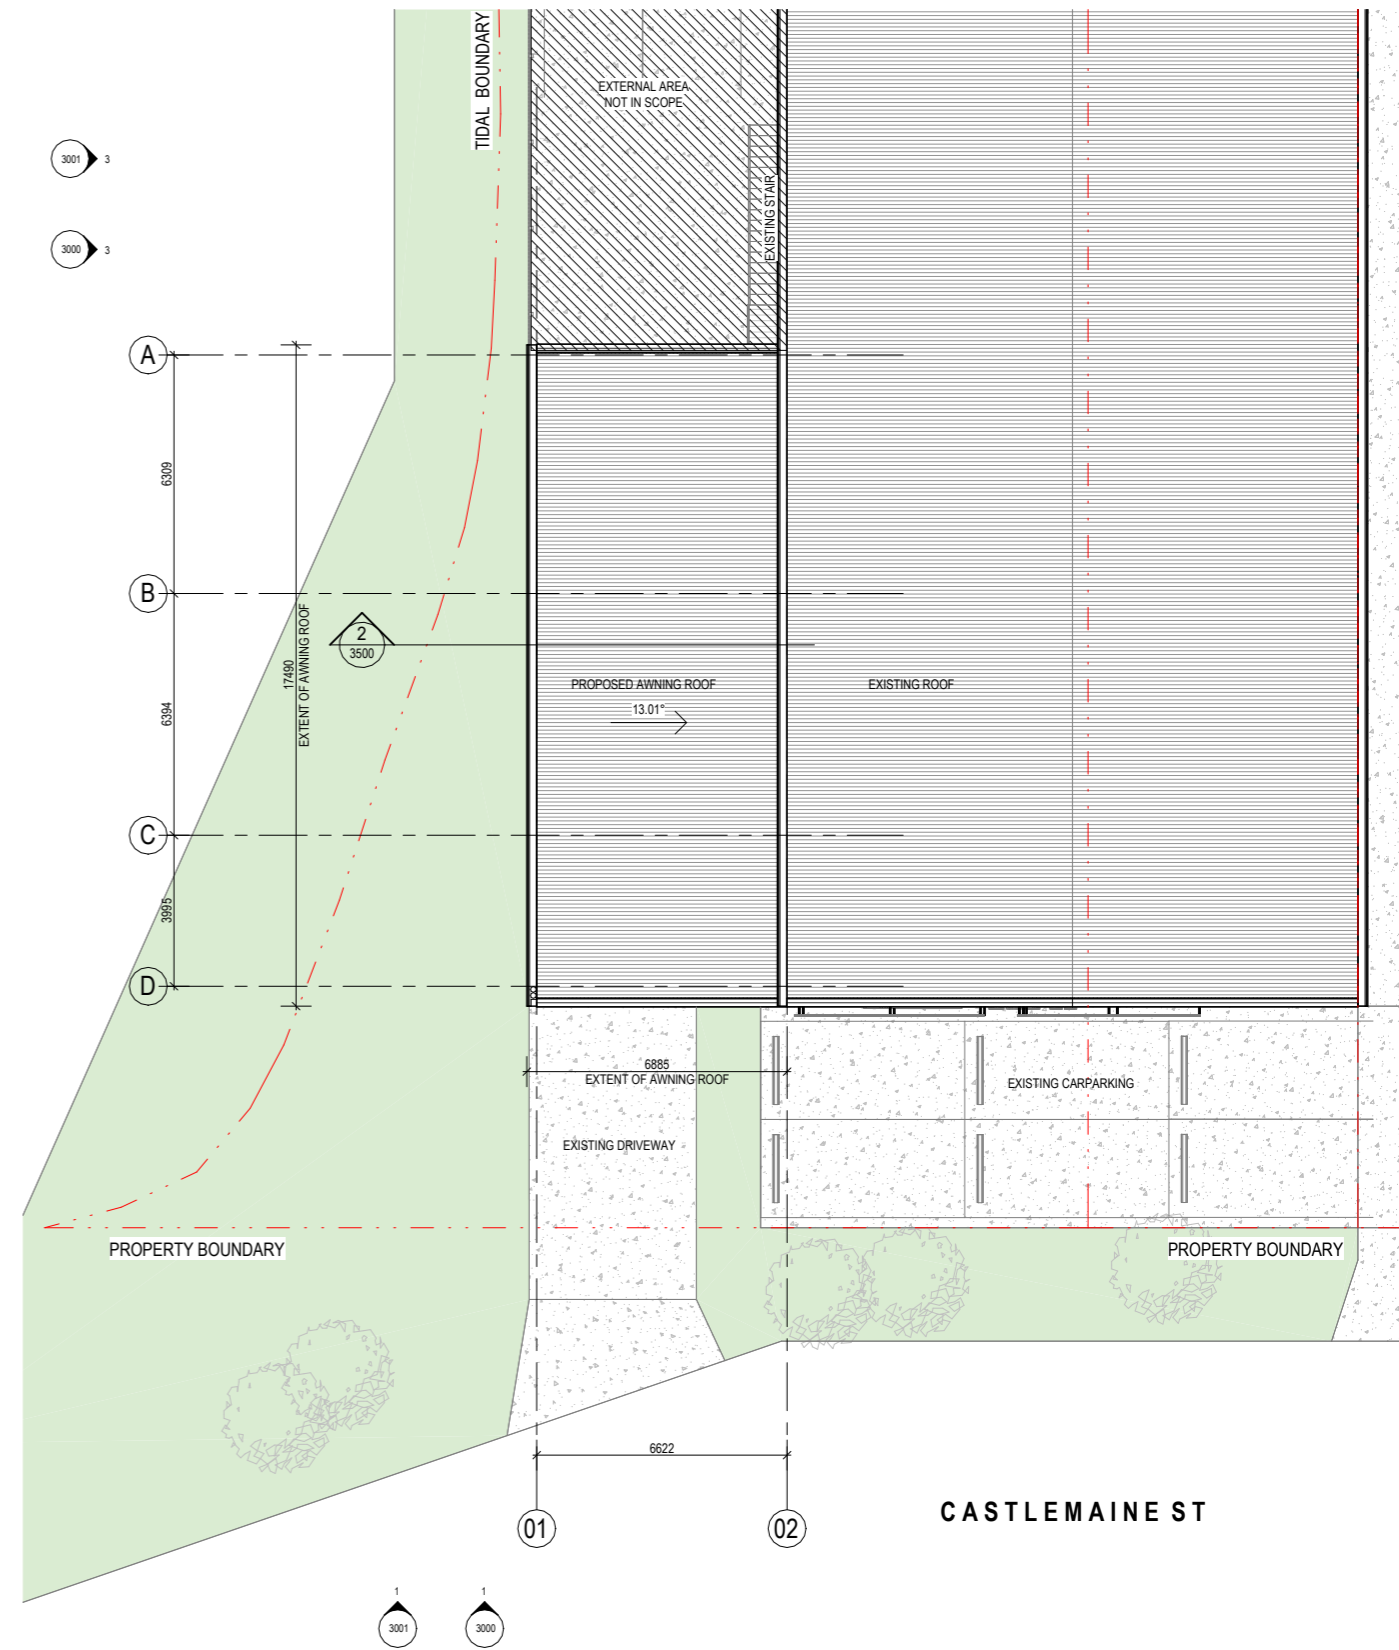 TIDAL BOUNDARY
EXTERNAL AREA
NOT IN SCOPE
3001
3
EXISTING STAIR
3000
3
A
6309
B
17490
EXTENT OF AWNING ROOF
2
3500
PROPOSED AWNING ROOF
13.01°
EXISTING ROOF
6394
C
3995
D
6885
EXTENT OF AWNING ROOF
EXISTING CARPARKING
EXISTING DRIVEWAY
PROPERTY BOUNDARY
PROPERTY BOUNDARY
6622
01
02
CASTLEMAINE ST
1
3001
1
3000